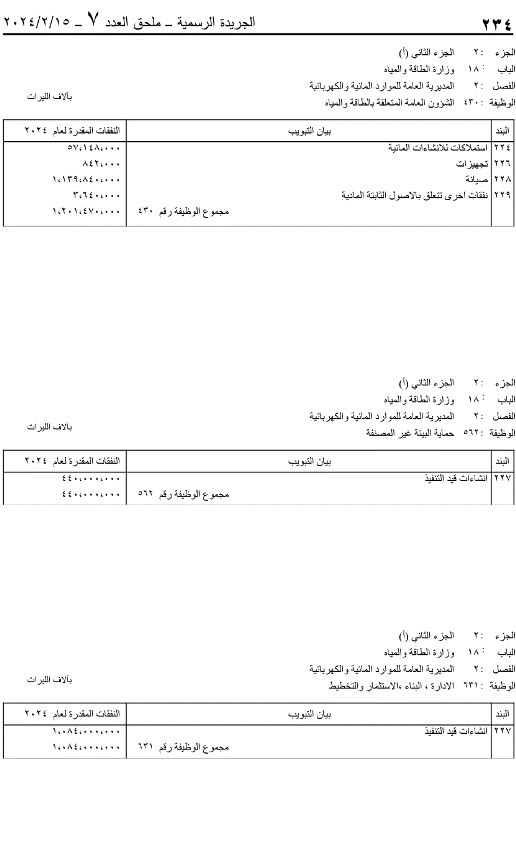 ٢٣٤ الجريدة الرسمية ــ ملحق العدد ٧ ــ ٢٠٢٤/٢/١٥
الجزء : ٢ الجزء الثاني (أ)
الباب : ١٨ وزارة الطاقة والمياه
الفصل : ٢ المديرية العامة للموارد المائية والكهربائية
الوظيفة : ٤٣٠ الشؤون العامة المتعلقة بالطاقة والمياه
بآلاف الليرات
البند بيان التبويب النفقات المقدرة لعام ٢٠٢٤
٢٢٤ استملاكات للانشاءات المائية ٥٧،١٤٨،٠٠٠
٢٢٦ تجهيزات ٨٤٢،٠٠٠
٢٢٨ صيانة ١،١٣٩،٨٤٠،٠٠٠
٢٢٩ نفقات اخرى تتعلق بالاصول الثابتة المادية ٣،٦٤٠،٠٠٠
مجموع الوظيفة رقم ٤٣٠ ١،٢٠١،٤٧٠،٠٠٠
الجزء : ٢ الجزء الثاني (أ)
الباب : ١٨ وزارة الطاقة والمياه
الفصل : ٢ المديرية العامة للموارد المائية والكهربائية
الوظيفة : ٥٦٢ حماية البيئة غير المصنفة
بآلاف الليرات
البند بيان التبويب النفقات المقدرة لعام ٢٠٢٤
٢٢٧ انشاءات قيد التنفيذ ٤٤٠،٠٠٠،٠٠٠
مجموع الوظيفة رقم ٥٦٢ ٤٤٠،٠٠٠،٠٠٠
الجزء : ٢ الجزء الثاني (أ)
الباب : ١٨ وزارة الطاقة والمياه
الفصل : ٢ المديرية العامة للموارد المائية والكهربائية
الوظيفة : ٦٣١ الادارة ، البناء ،الاستثمار والتخطيط
بآلاف الليرات
البند بيان التبويب النفقات المقدرة لعام ٢٠٢٤
٢٢٧ انشاءات قيد التنفيذ ١،٠٨٤،٠٠٠،٠٠٠
مجموع الوظيفة رقم ٦٣١ ١،٠٨٤،٠٠٠،٠٠٠